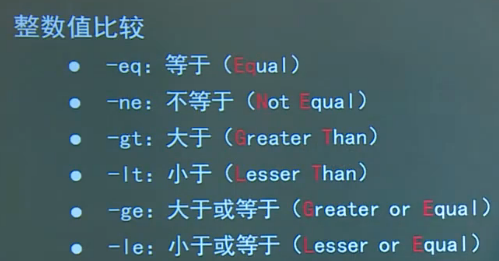 整数值比较
● -eq：等于（Equal）
● -ne：不等于（Not Equal）
● -gt：大于（Greater Than）
● -lt：小于（Lesser Than）
● -ge：大于或等于（Greater or Equal）
● -le：小于或等于（Lesser or Equal）